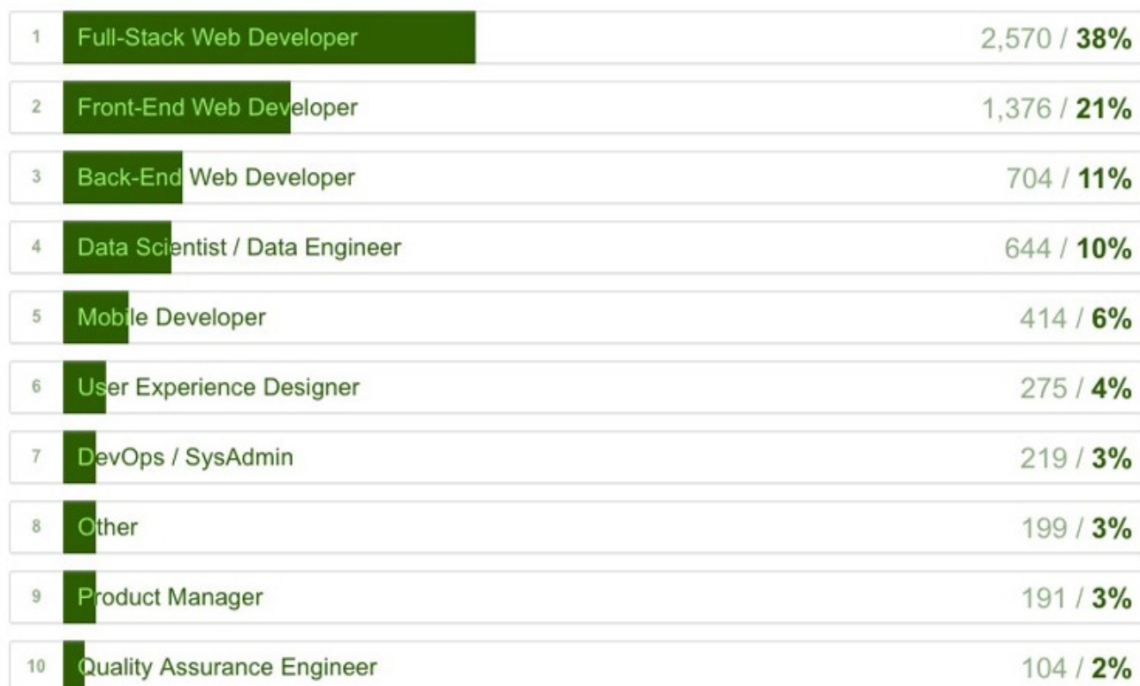 1 Full-Stack Web Developer 2,570 / 38%
2 Front-End Web Developer 1,376 / 21%
3 Back-End Web Developer 704 / 11%
4 Data Scientist / Data Engineer 644 / 10%
5 Mobile Developer 414 / 6%
6 User Experience Designer 275 / 4%
7 DevOps / SysAdmin 219 / 3%
8 Other 199 / 3%
9 Product Manager 191 / 3%
10 Quality Assurance Engineer 104 / 2%